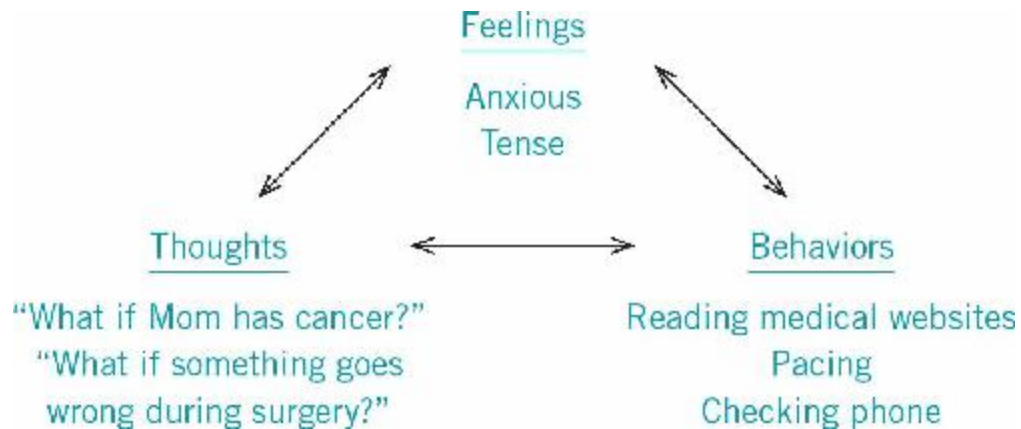 Feelings
Anxious
Tense
Thoughts
“What if Mom has cancer?”
“What if something goes
wrong during surgery?”
Behaviors
Reading medical websites
Pacing
Checking phone